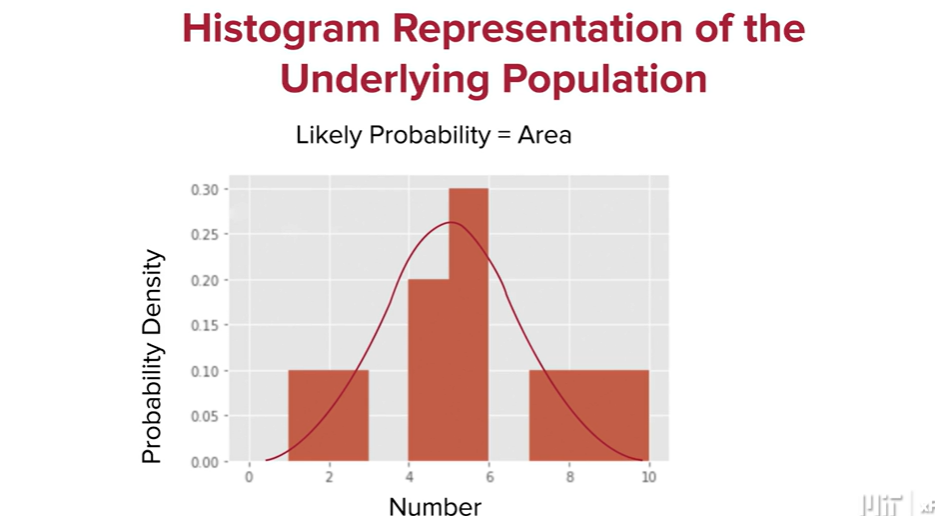 Histogram Representation of the
Underlying Population
Likely Probability = Area
Probability Density
0.30
0.25
0.20
0.15
0.10
0.05
0.00
0 2 4 6 8 10
Number
MIT